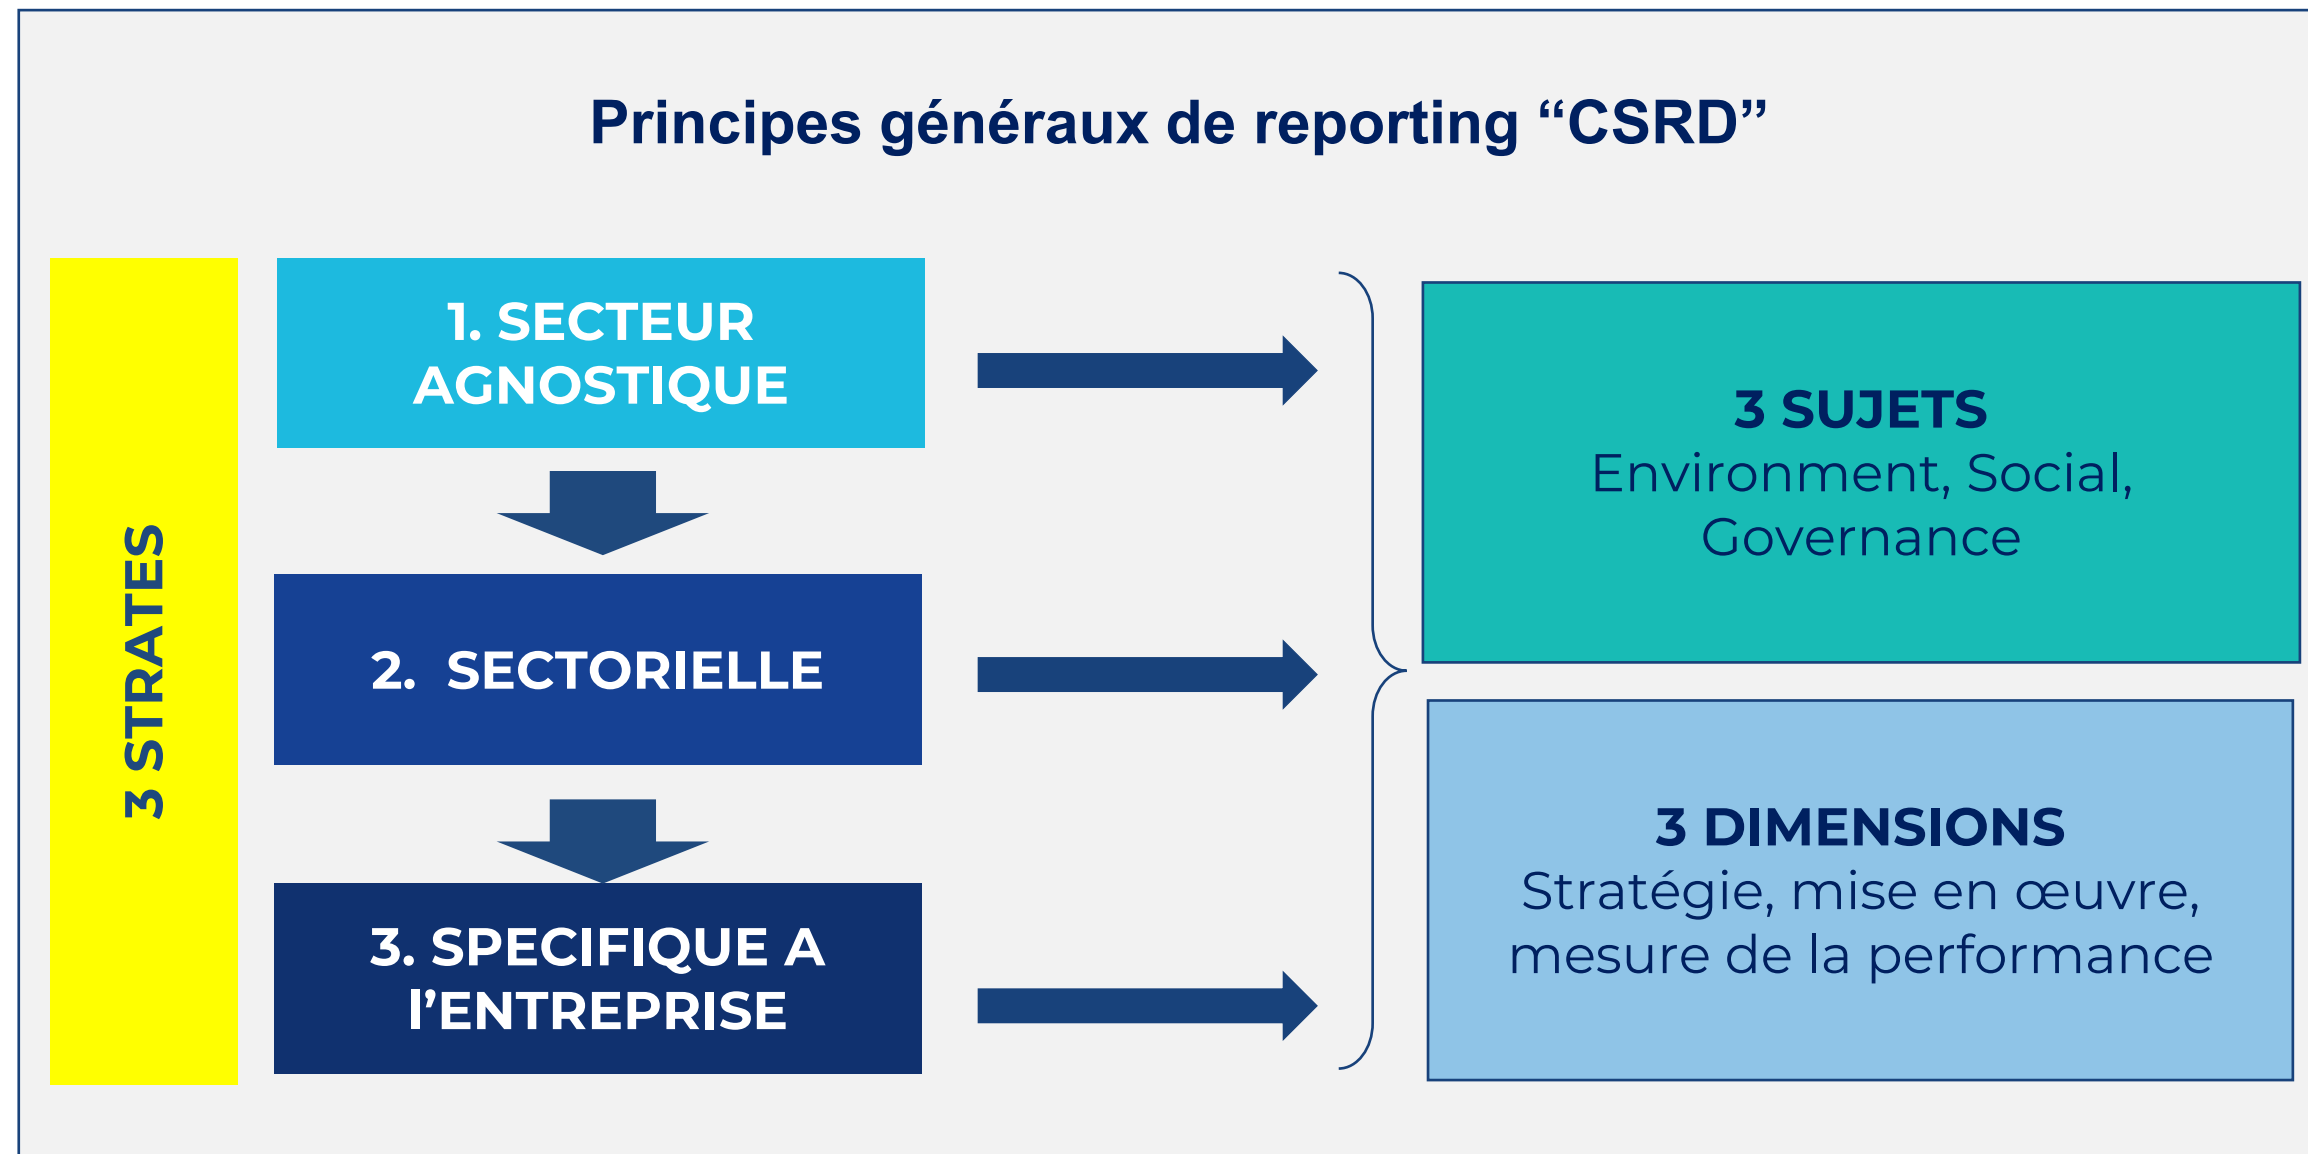 Principes généraux de reporting “CSRD”
3 STRATES
1. SECTEUR
AGNOSTIQUE
2. SECTORIELLE
3. SPECIFIQUE A
l’ENTREPRISE
3 SUJETS
Environment, Social,
Governance
3 DIMENSIONS
Stratégie, mise en œuvre,
mesure de la performance